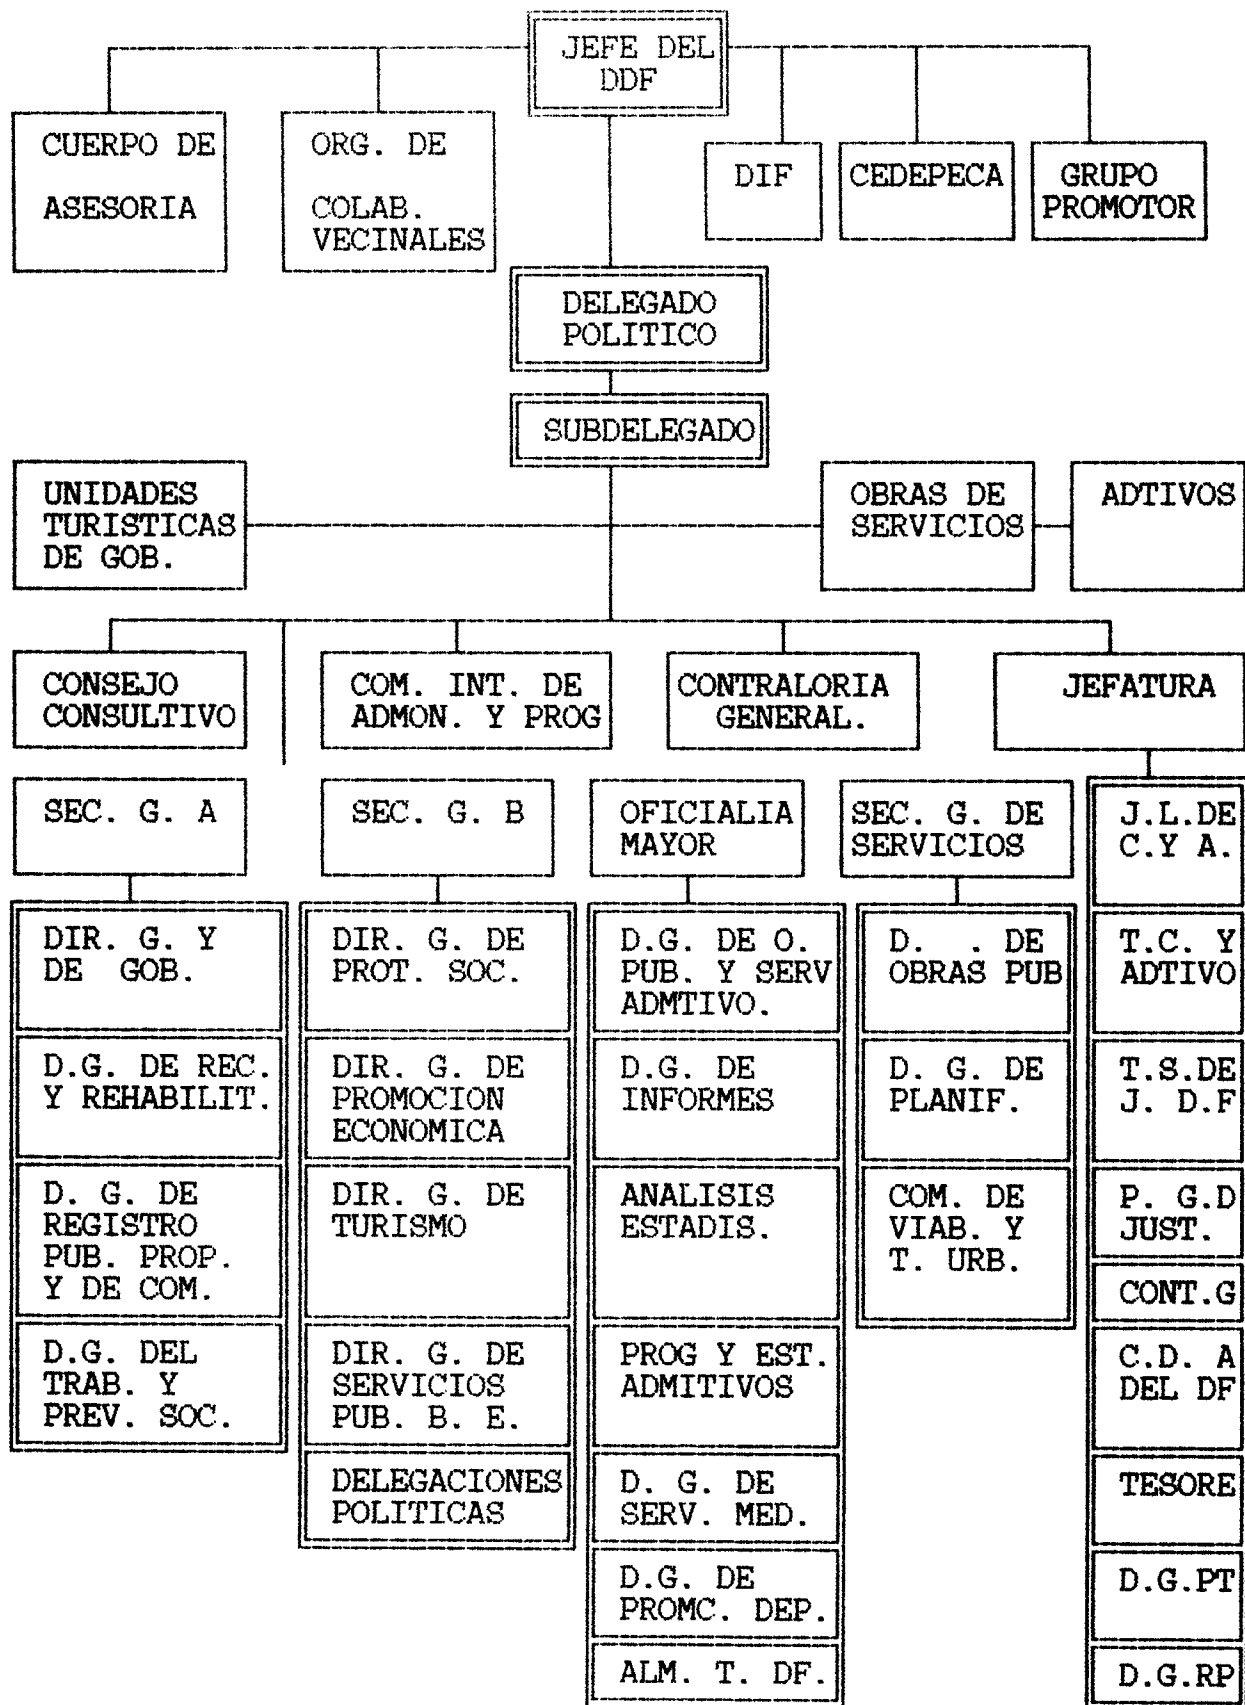 JEFE DEL
DDF
CUERPO DE
ASESORIA
ORG. DE
COLAB.
VECINALES
DIF
CEDEPECA
GRUPO
PROMOTOR
DELEGADO
POLITICO
SUBDELEGADO
UNIDADES
TURISTICAS
DE GOB.
OBRAS DE
SERVICIOS
ADTIVOS
CONSEJO
CONSULTIVO
COM. INT. DE
ADMON. Y PROG
CONTRALORIA
GENERAL.
JEFATURA
SEC. G. A
SEC. G. B
OFICIALIA
MAYOR
SEC. G. DE
SERVICIOS
J.L.DE
C.Y A.
DIR. G. Y
DE GOB.
DIR. G. DE
PROT. SOC.
D.G. DE O.
PUB. Y SERV
ADMTIVO.
D. . DE
OBRAS PUB
T.C. Y
ADTIVO
D.G. DE REC.
Y REHABILIT.
DIR. G. DE
PROMOCION
ECONOMICA
D.G. DE
INFORMES
D. G. DE
PLANIF.
T.S.DE
J. D.F
D. G. DE
REGISTRO
PUB. PROP.
Y DE COM.
DIR. G. DE
TURISMO
ANALISIS
ESTADIS.
COM. DE
VIAB. Y
T. URB.
P. G.D
JUST.
CONT.G
D.G. DEL
TRAB. Y
PREV. SOC.
DIR. G. DE
SERVICIOS
PUB. B. E.
PROG Y EST.
ADMITIVOS
C.D. A
DEL DF
DELEGACIONES
POLITICAS
D. G. DE
SERV. MED.
TESORE
D.G. DE
PROMC. DEP.
D.G.PT
ALM. T. DF.
D.G.RP